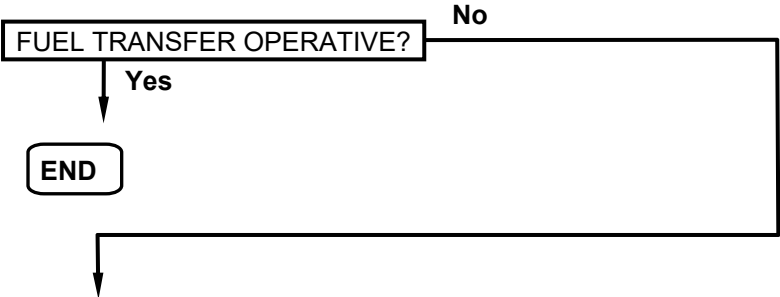 No
FUEL TRANSFER OPERATIVE?
Yes
END